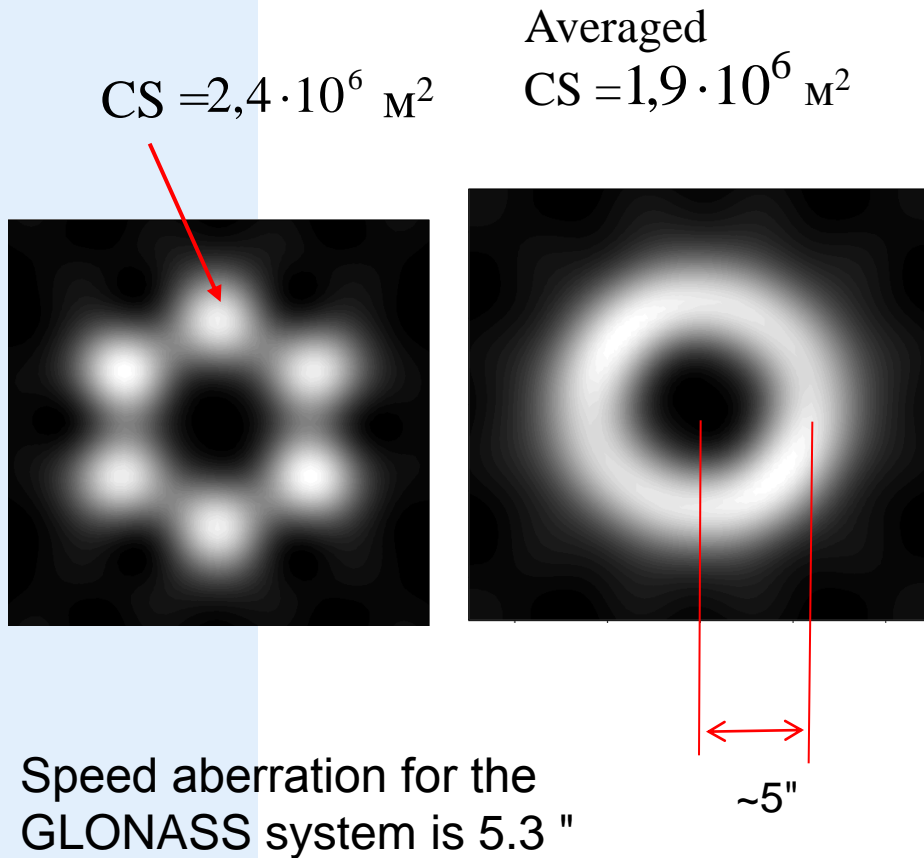 CS =2,4·10⁶ м²
Averaged
CS =1,9·10⁶ м²
~5"
Speed aberration for the
GLONASS system is 5.3 "